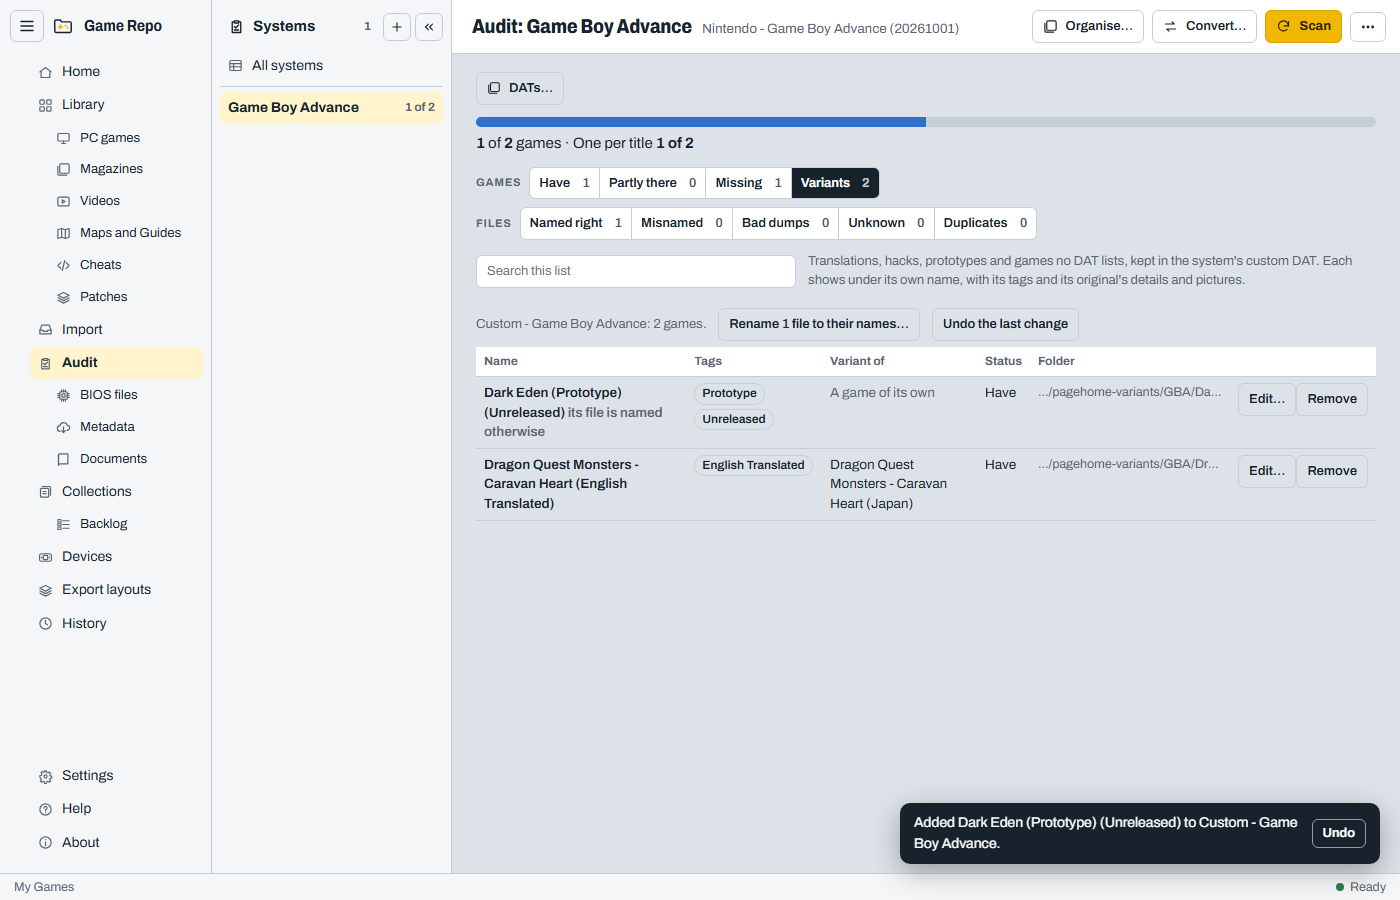 Game Repo
Home
Library
PC games
Magazines
Videos
Maps and Guides
Cheats
Patches
Import
Audit
BIOS files
Metadata
Documents
Collections
Backlog
Devices
Export layouts
History
Settings
Help
About
Systems 1
All systems
Game Boy Advance 1 of 2
Audit: Game Boy Advance Nintendo - Game Boy Advance (20261001)
Organise... Convert... Scan
DATs...
1 of 2 games · One per title 1 of 2
GAMES Have 1 Partly there 0 Missing 1 Variants 2
FILES Named right 1 Misnamed 0 Bad dumps 0 Unknown 0 Duplicates 0
Search this list
Translations, hacks, prototypes and games no DAT lists, kept in the system's custom DAT. Each
shows under its own name, with its tags and its original's details and pictures.
Custom - Game Boy Advance: 2 games. Rename 1 file to their names... Undo the last change
Name Tags Variant of Status Folder
Dark Eden (Prototype)
(Unreleased) its file is named
otherwise
Prototype
Unreleased
A game of its own
Have
.../pagehome-variants/GBA/Da...
Edit... Remove
Dragon Quest Monsters -
Caravan Heart (English
Translated)
English Translated
Dragon Quest
Monsters - Caravan
Heart (Japan)
Have
.../pagehome-variants/GBA/Dr...
Edit... Remove
Added Dark Eden (Prototype) (Unreleased) to Custom - Game
Boy Advance.
Undo
My Games
Ready